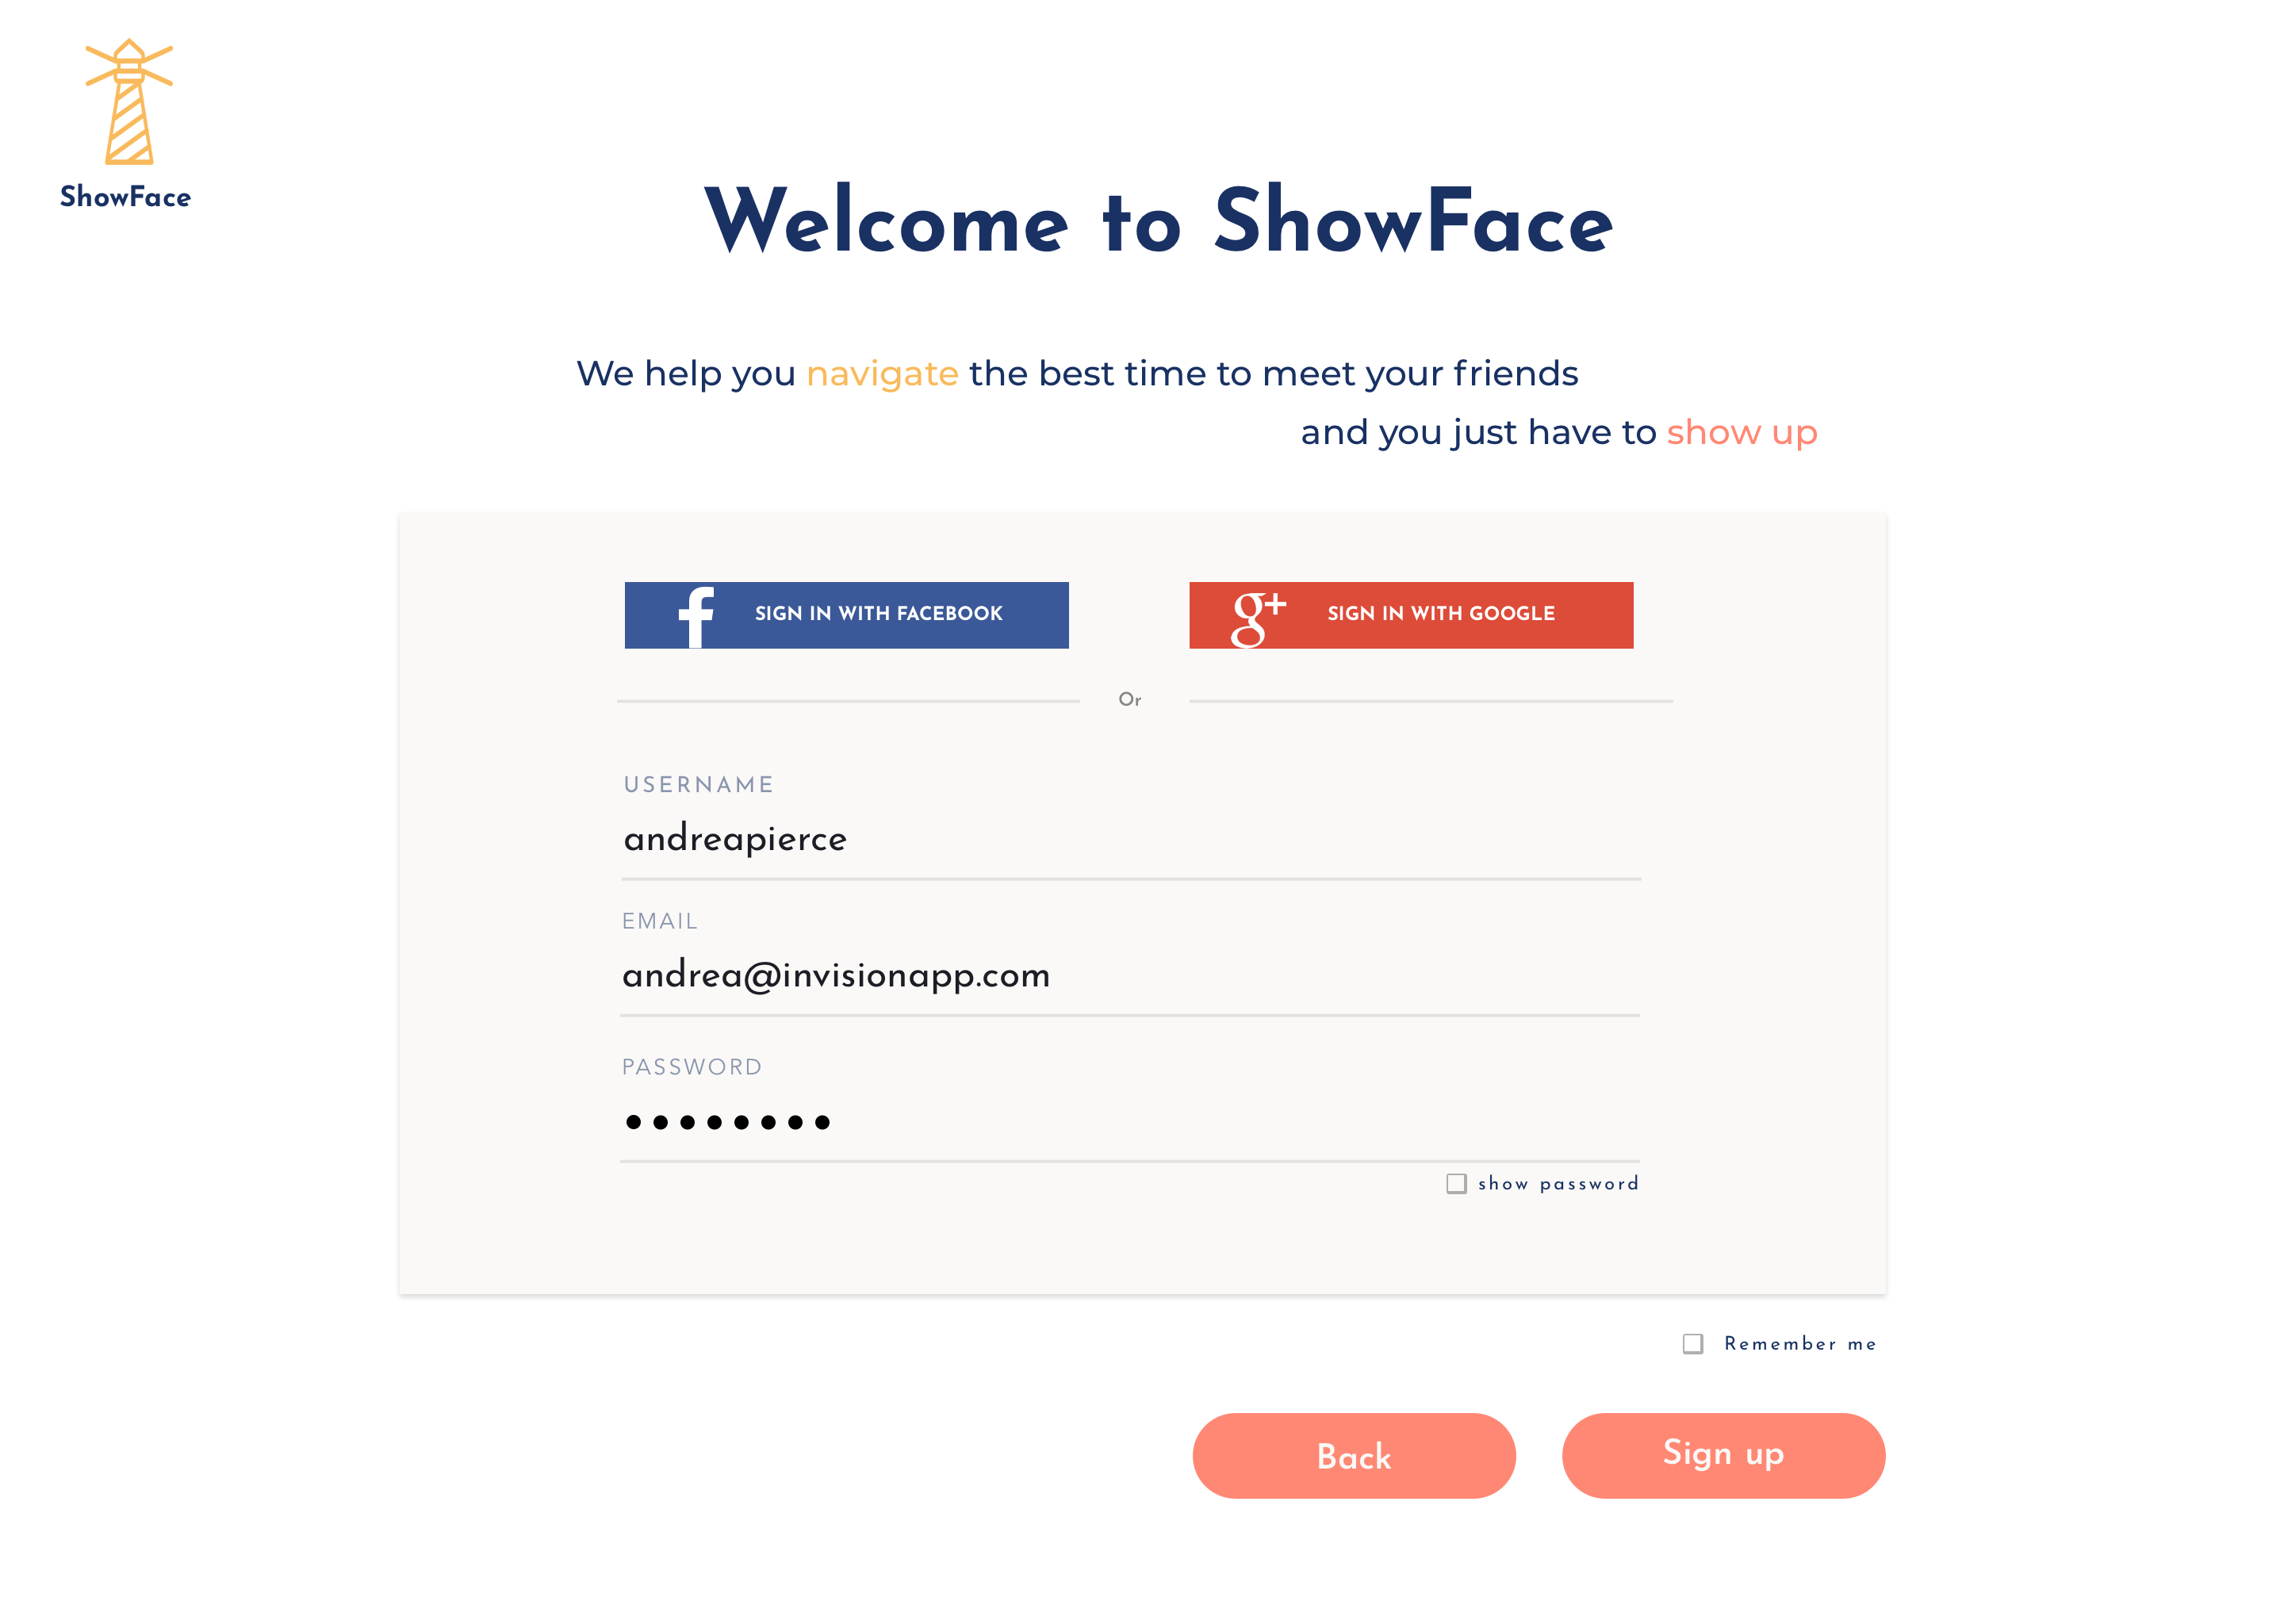 ShowFace
Welcome to ShowFace
We help you navigate the best time to meet your friends
and you just have to show up
f SIGN IN WITH FACEBOOK
g+ SIGN IN WITH GOOGLE
Or
USERNAME
andreapierce
EMAIL
andrea@invisionapp.com
PASSWORD
••••••••
show password
Remember me
Back
Sign up